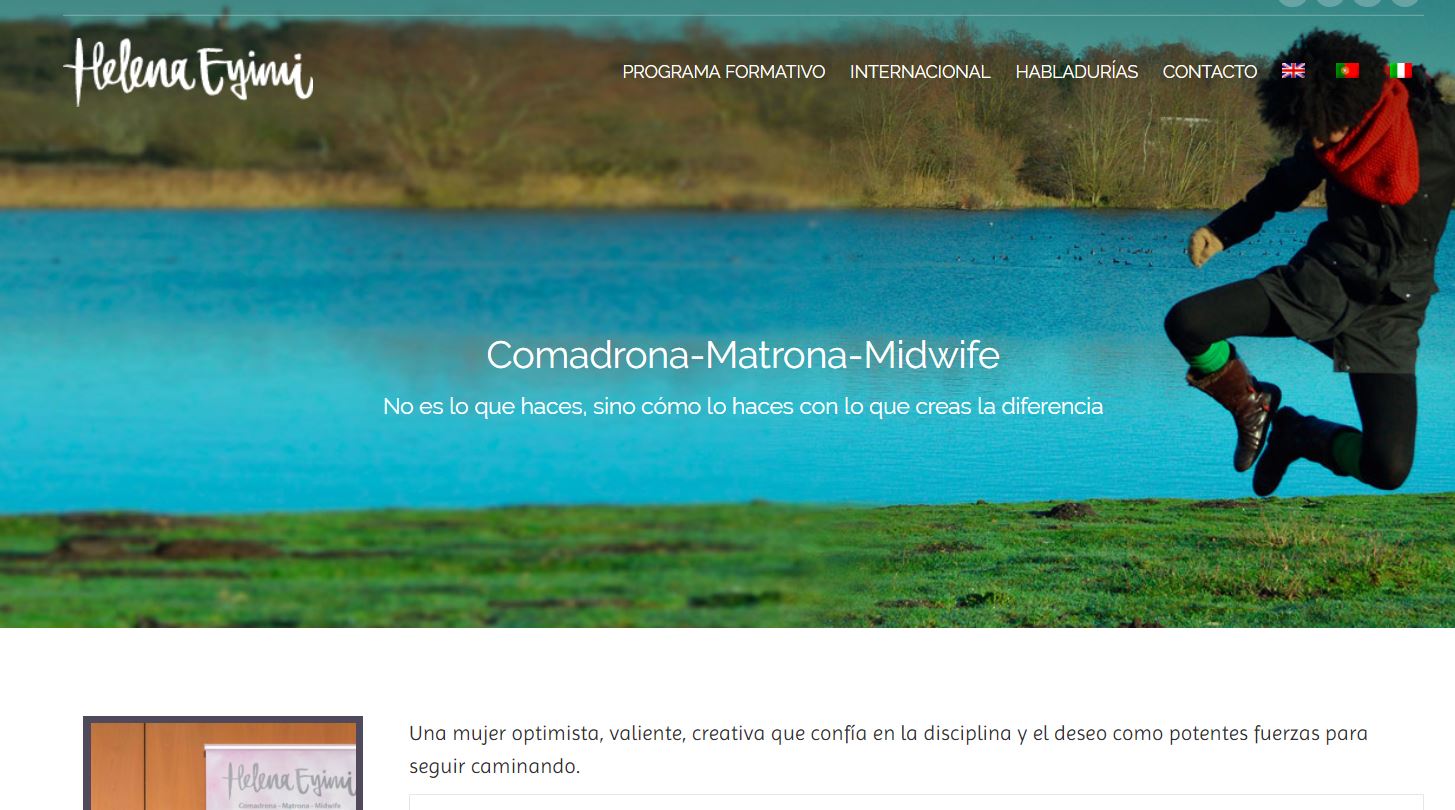 Helena Eyimi
PROGRAMA FORMATIVO INTERNACIONAL HABLADURÍAS CONTACTO
Comadrona-Matrona-Midwife
No es lo que haces, sino cómo lo haces con lo que creas la diferencia
Una mujer optimista, valiente, creativa que confía en la disciplina y el deseo como potentes fuerzas para
seguir caminando.
Helena Eyimi
Comadrona - Matrona - Midwife